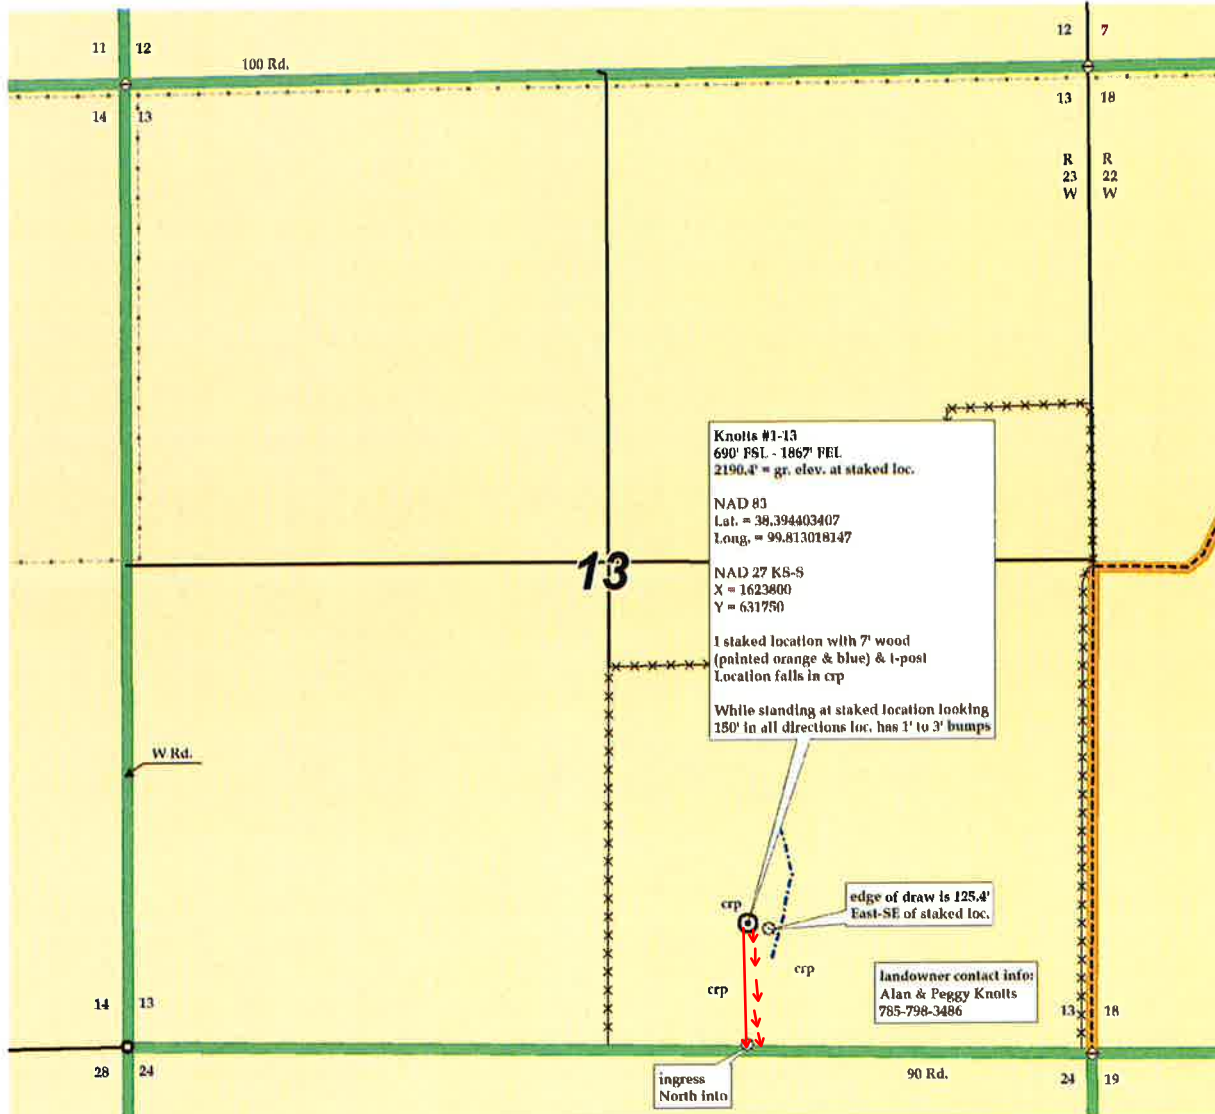 11 12
12 7
100 Rd.
14 13
13 18
R R
23 22
W W
Knotts #1-13
690' FSL - 1867' FEL
2190.4' = gr. elev. at staked loc.
NAD 83
Lat. = 38.394403407
Long. = 99.813018147
NAD 27 KS-S
X = 1623800
Y = 631750
1 staked location with 7' wood
(painted orange & blue) & t-post
Location falls in crp
While standing at staked location looking
150' in all directions loc. has 1' to 3' bumps
13
W Rd.
crp
edge of draw is 125.4'
East-SE of staked loc.
crp
crp
landowner contact info:
Alan & Peggy Knotts
785-798-3486
14 13
13 18
ingress
North into
90 Rd.
28 24
24 19